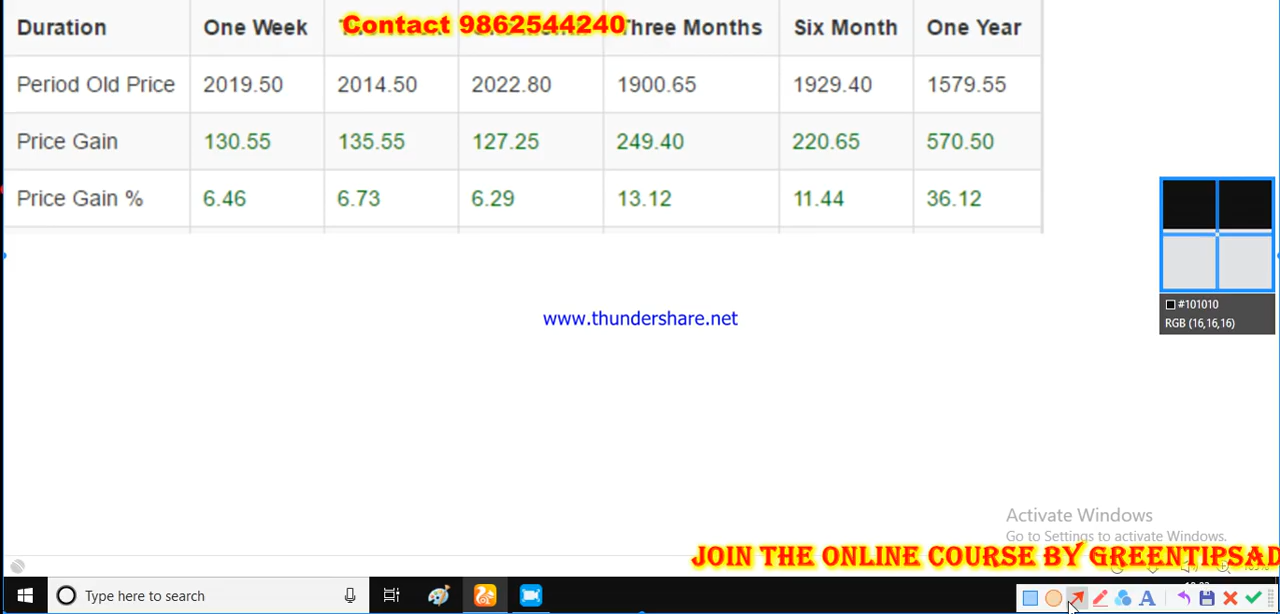 Duration One Week Contact 9862544240 Three Months Six Month One Year
Period Old Price 2019.50 2014.50 2022.80 1900.65 1929.40 1579.55
Price Gain 130.55 135.55 127.25 249.40 220.65 570.50
Price Gain % 6.46 6.73 6.29 13.12 11.44 36.12
#101010
RGB (16,16,16)
www.thundershare.net
Activate Windows
Go to Settings to activate Windows.
JOIN THE ONLINE COURSE BY GREENTIPSAD
Type here to search
A